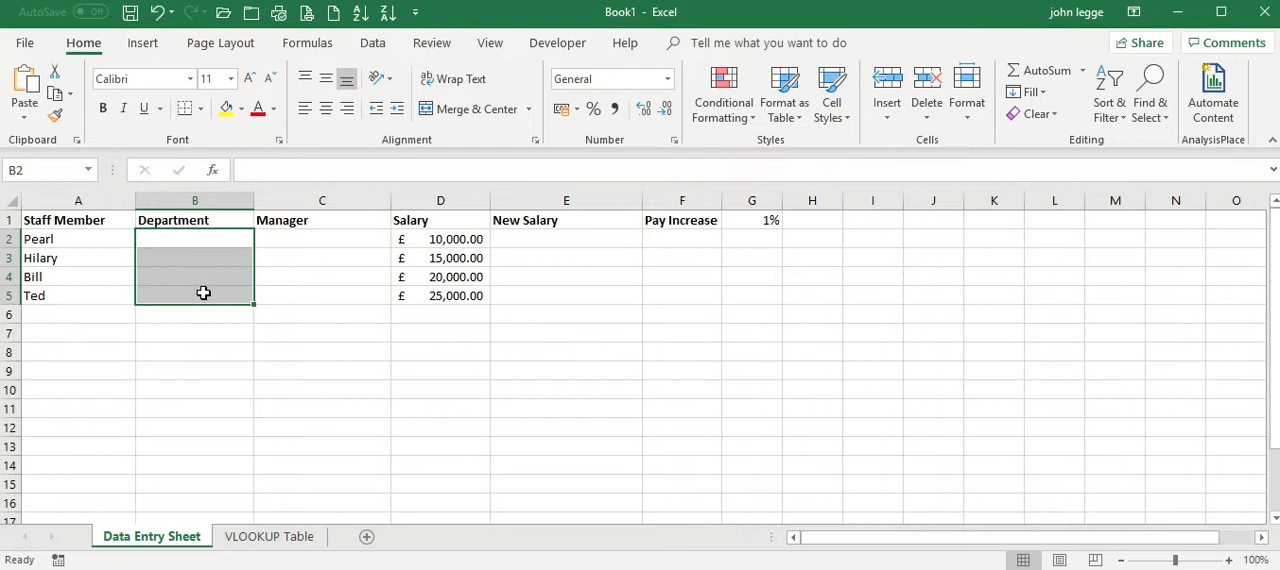 AutoSave Off Book1 - Excel john legge
File Home Insert Page Layout Formulas Data Review View Developer Help Tell me what you want to do Share Comments
Paste Calibri 11 Wrap Text General Conditional Formatting Format as Table Cell Styles Insert Delete Format AutoSum Fill Clear Sort & Filter Find & Select Automate Content
B I U A Merge & Center %
Clipboard Font Alignment Number Styles Cells Editing AnalysisPlace
B2 fx
A B C D E F G H I J K L M N O
1 Staff Member Department Manager Salary New Salary Pay Increase 1%
2 Pearl £ 10,000.00
3 Hilary £ 15,000.00
4 Bill £ 20,000.00
5 Ted £ 25,000.00
6
7
8
9
10
11
12
13
14
15
16
17
Data Entry Sheet VLOOKUP Table
Ready 100%